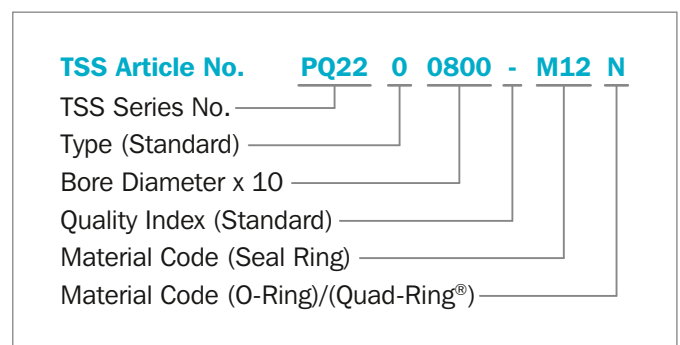 TSS Article No. PQ22 0 0800 - M12 N
TSS Series No.
Type (Standard)
Bore Diameter x 10
Quality Index (Standard)
Material Code (Seal Ring)
Material Code (O-Ring)/(Quad-Ring®)